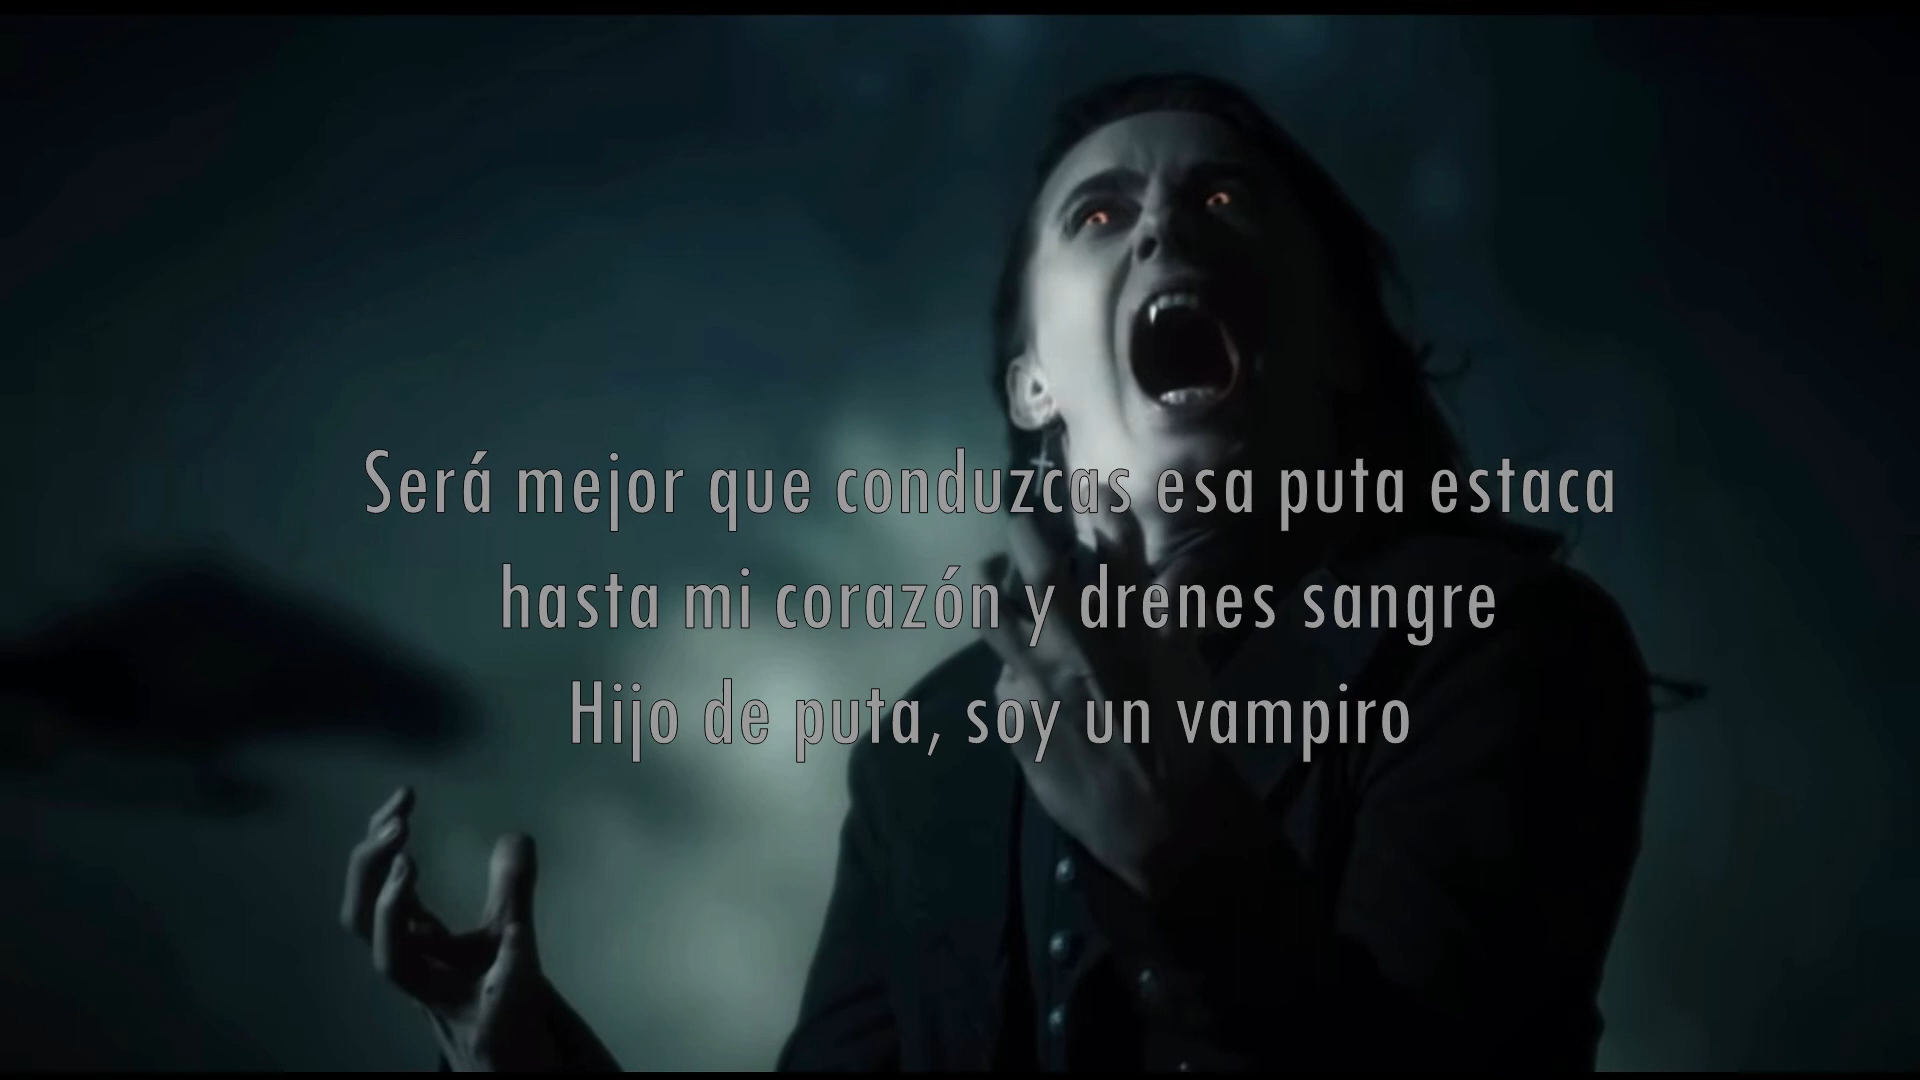 Será mejor que conduzcas esa puta estaca
hasta mi corazón y drenes sangre
Hijo de puta, soy un vampiro